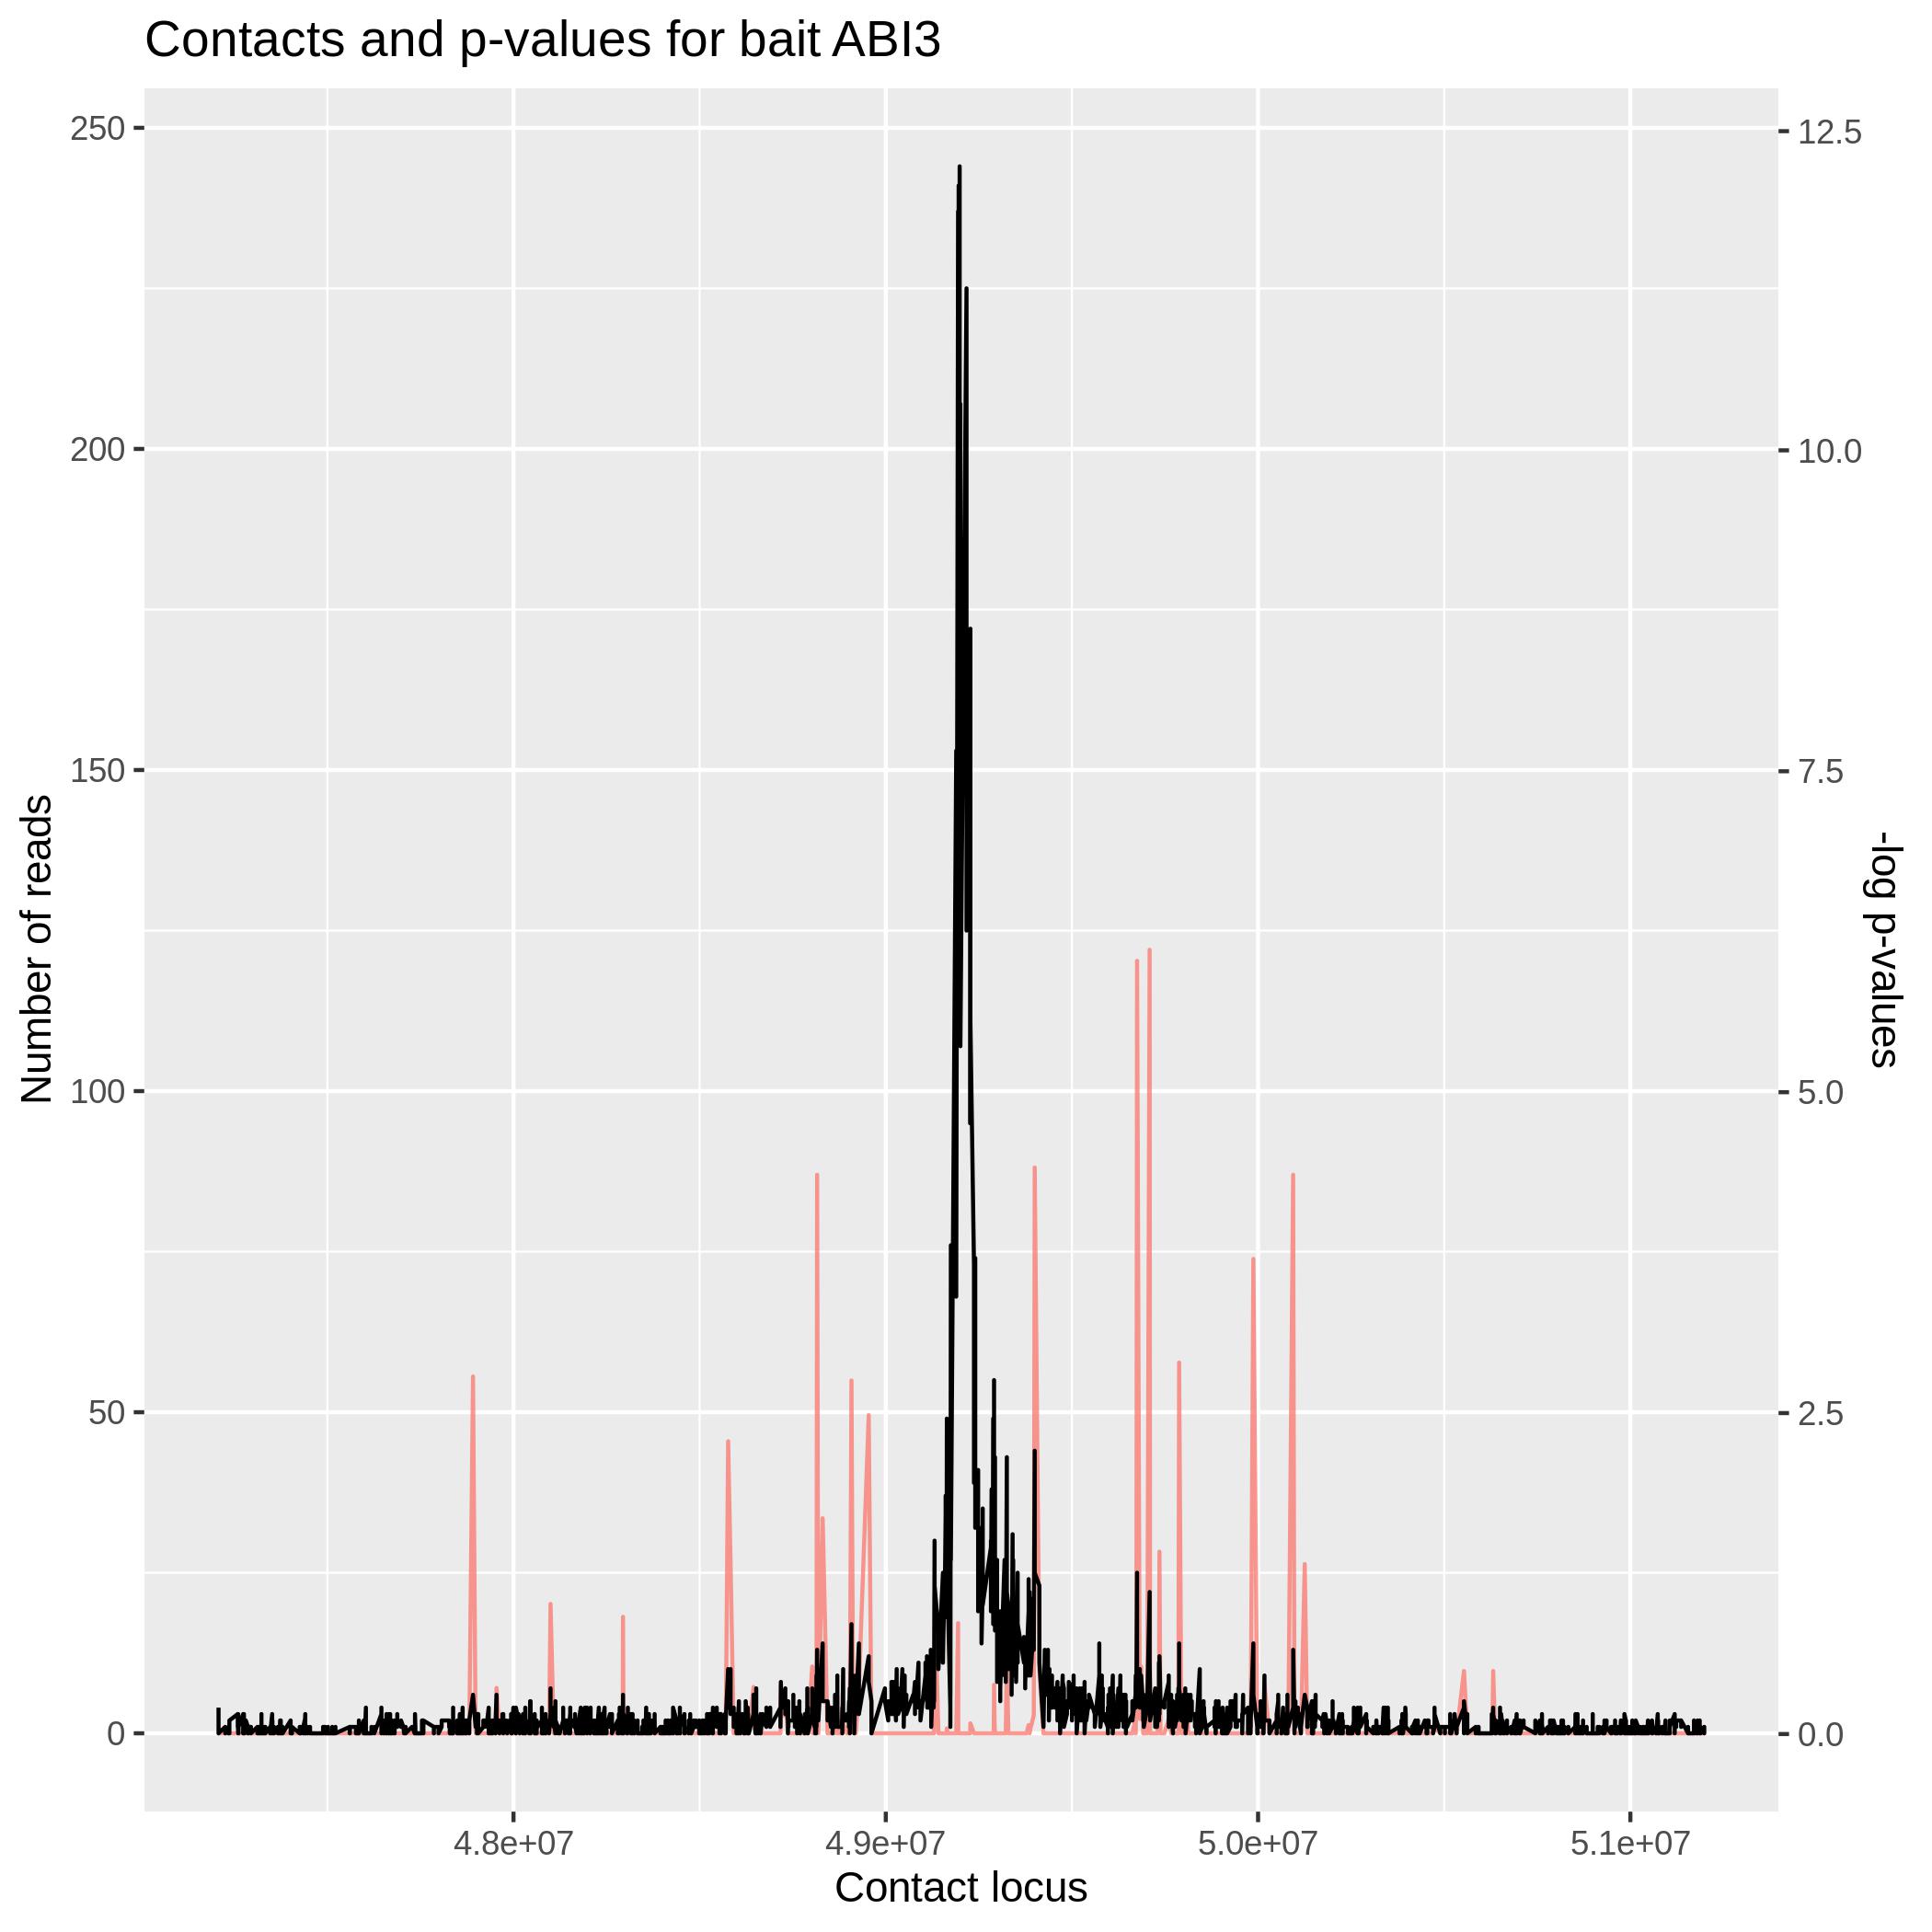 Contacts and p-values for bait ABI3
250
200
150
100
50
0
Number of reads
12.5
10.0
7.5
5.0
2.5
0.0
-log p-values
4.8e+07
4.9e+07
5.0e+07
5.1e+07
Contact locus